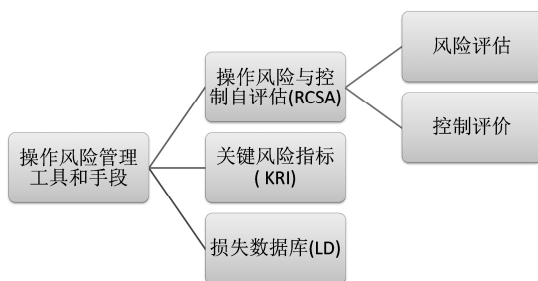 操作风险管理
工具和手段
操作风险与控
制自评估(RCSA)
风险评估
控制评价
关键风险指标
( KRI)
损失数据库(LD)